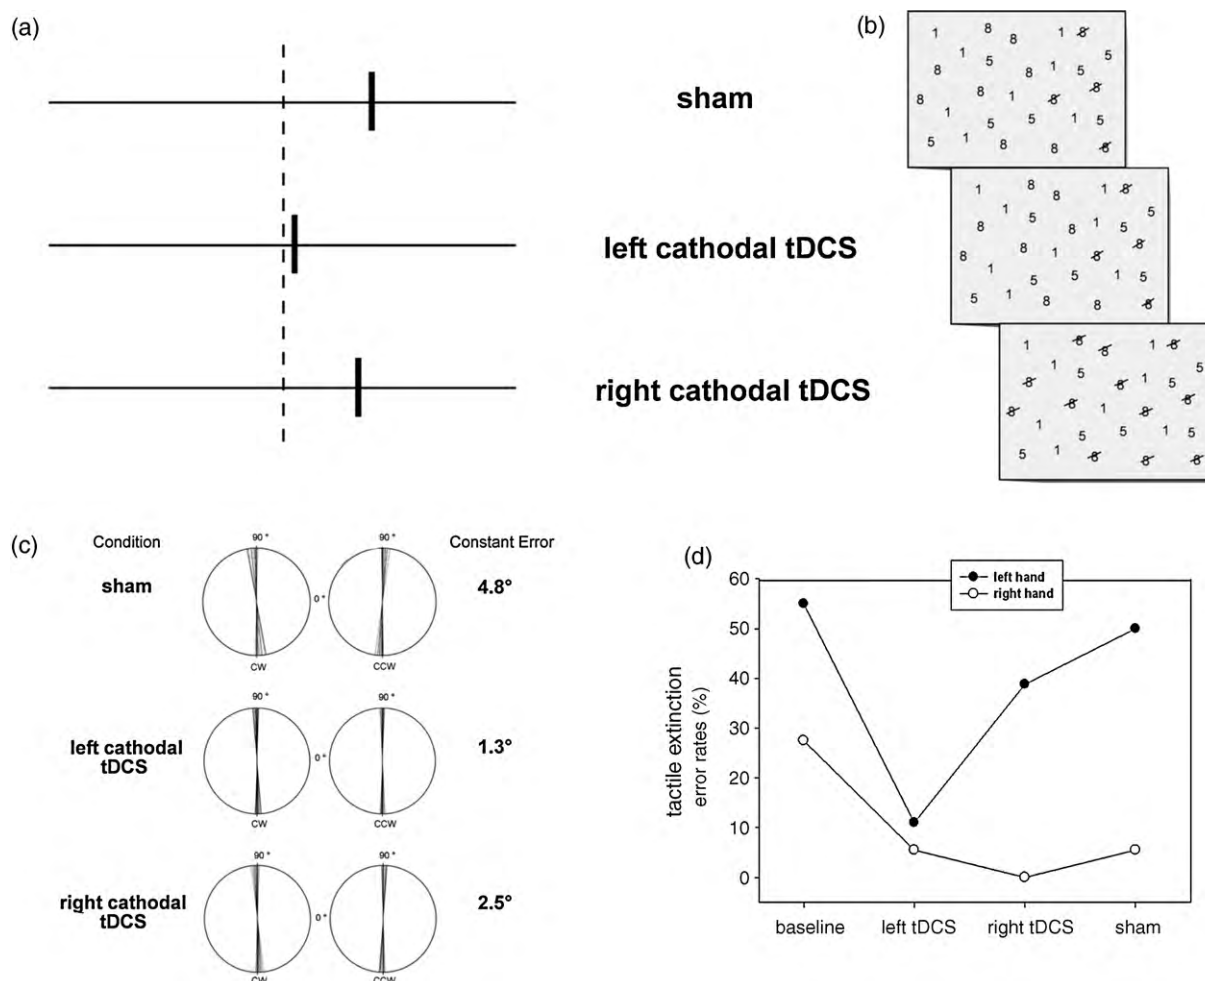 (a)
sham
left cathodal tDCS
right cathodal tDCS
(b)
1 8 8 1 8
1 5 5
8 8 1 5
8 8 1 8 8
1 5 5 1 5
5 1 8 8 8
1 8 8 1 8
1 5 5
8 8 1 5
8 8 1 8 8
1 5 5 1 5
5 1 8 8 8
1 8 8 1 8
1 5 5
8 8 1 5
8 8 1 8 8
1 5 5 1 5
5 1 8 8 8
(c)
Condition
Constant Error
sham
90 °
90 °
0 °
CW
CCW
4.8°
left cathodal
tDCS
90 °
90 °
0 °
CW
CCW
1.3°
right cathodal
tDCS
90 °
90 °
0 °
CW
CCW
2.5°
(d)
left hand
right hand
tactile extinction
error rates (%)
60
50
40
30
20
10
0
baseline left tDCS right tDCS sham